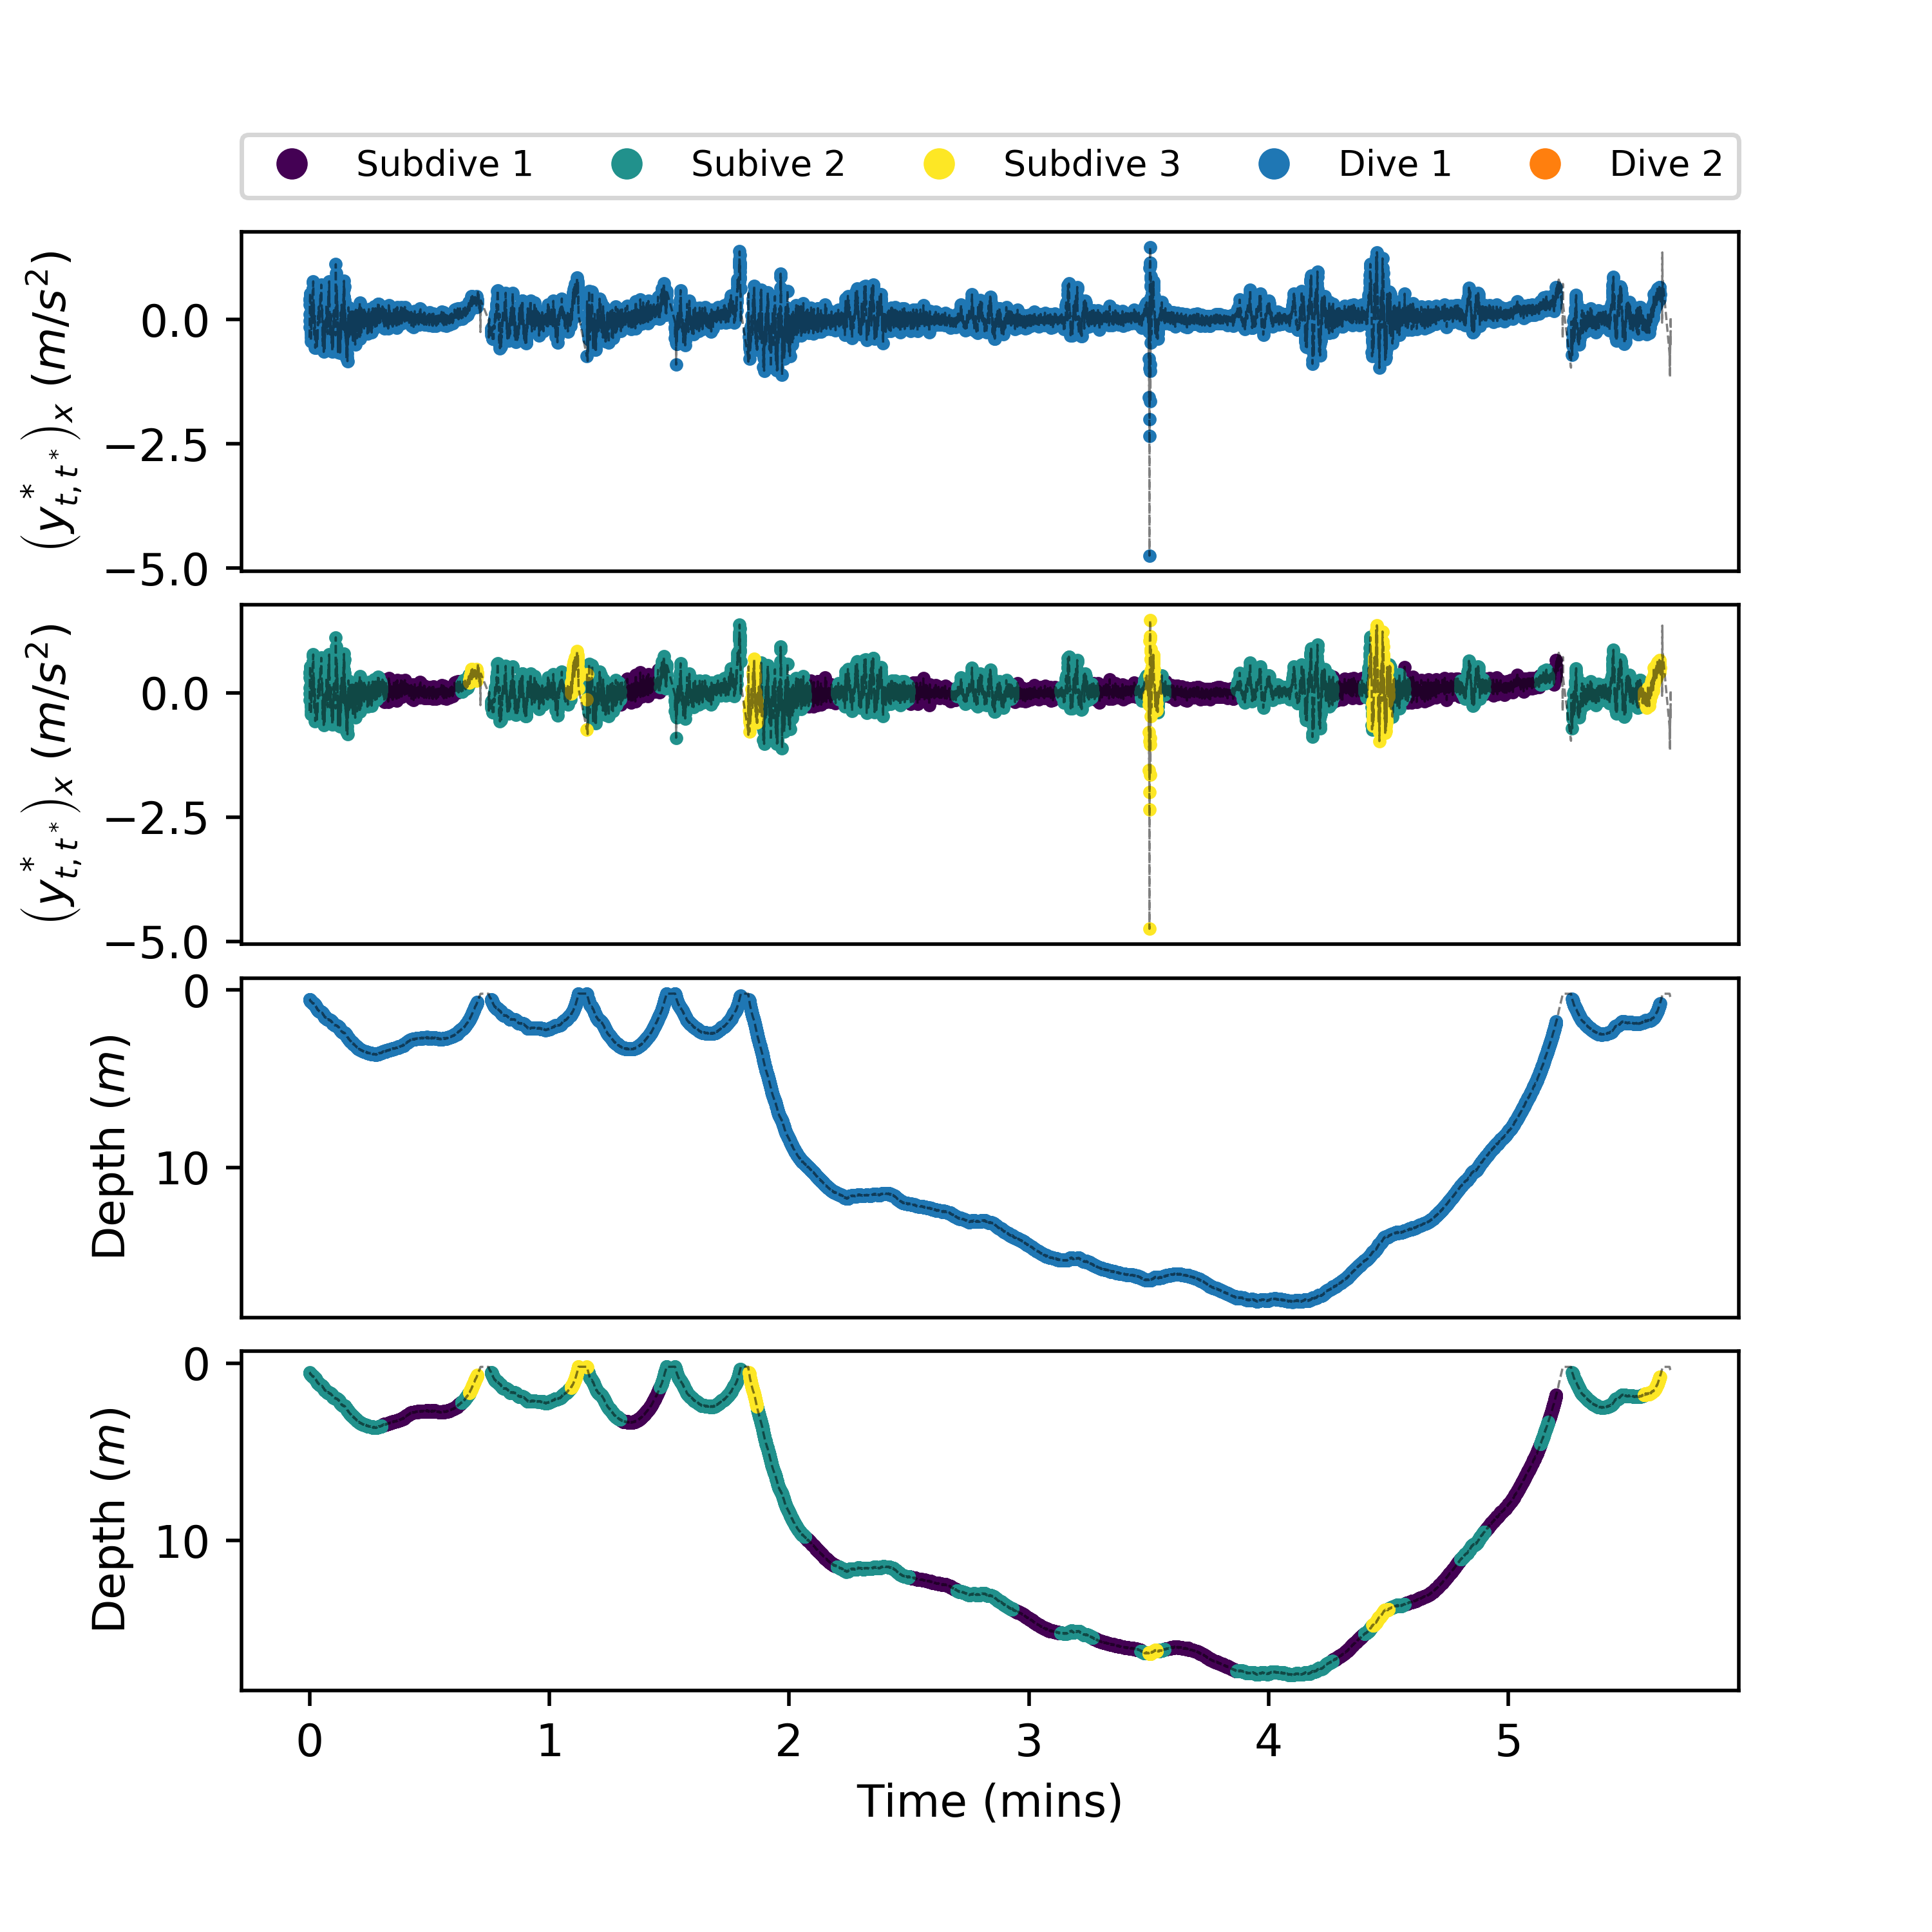 Subdive 1 Subive 2 Subdive 3 Dive 1 Dive 2
(y*t,t*)x (m/s²)
0.0
−2.5
−5.0
(y*t,t*)x (m/s²)
0.0
−2.5
−5.0
Depth (m)
0
10
Depth (m)
0
10
0 1 2 3 4 5
Time (mins)